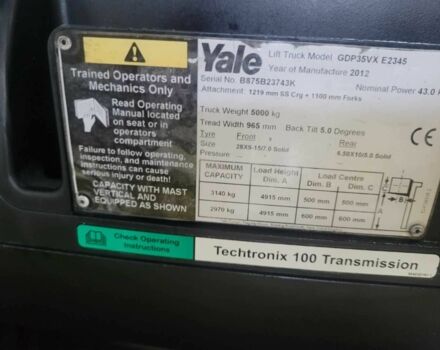 Trained Operators and
Mechanics Only
Read Operating
Manual located
on seat or in
operators
compartment
Failure to follow operating,
inspection, and maintenance
instructions can cause
serious injury or death!
CAPACITY WITH MAST
VERTICAL AND
EQUIPPED AS SHOWN
Yale
Lift Truck Model GDP35VX E2345
Year of Manufacture 2012
Serial No. B875B23743K
Nominal Power 43.0
Attachment: 1219 mm SS Crg + 1100 mm Forks
Truck Weight 5000 kg
Tread Width 965 mm Back Tilt 5.0 Degrees
Tyre Front Rear
Size: 28X9-15/7.0 Solid 6.50X10/5.0 Solid
Pressure
MAXIMUM CAPACITY Load Height Dim. A Load Centre Dim. B Dim. C
3140 kg 4915 mm 500 mm 600 mm
2970 kg 4915 mm 600 mm 600 mm
A
B
C
Check Operating
Instructions
Techtronix 100 Transmission